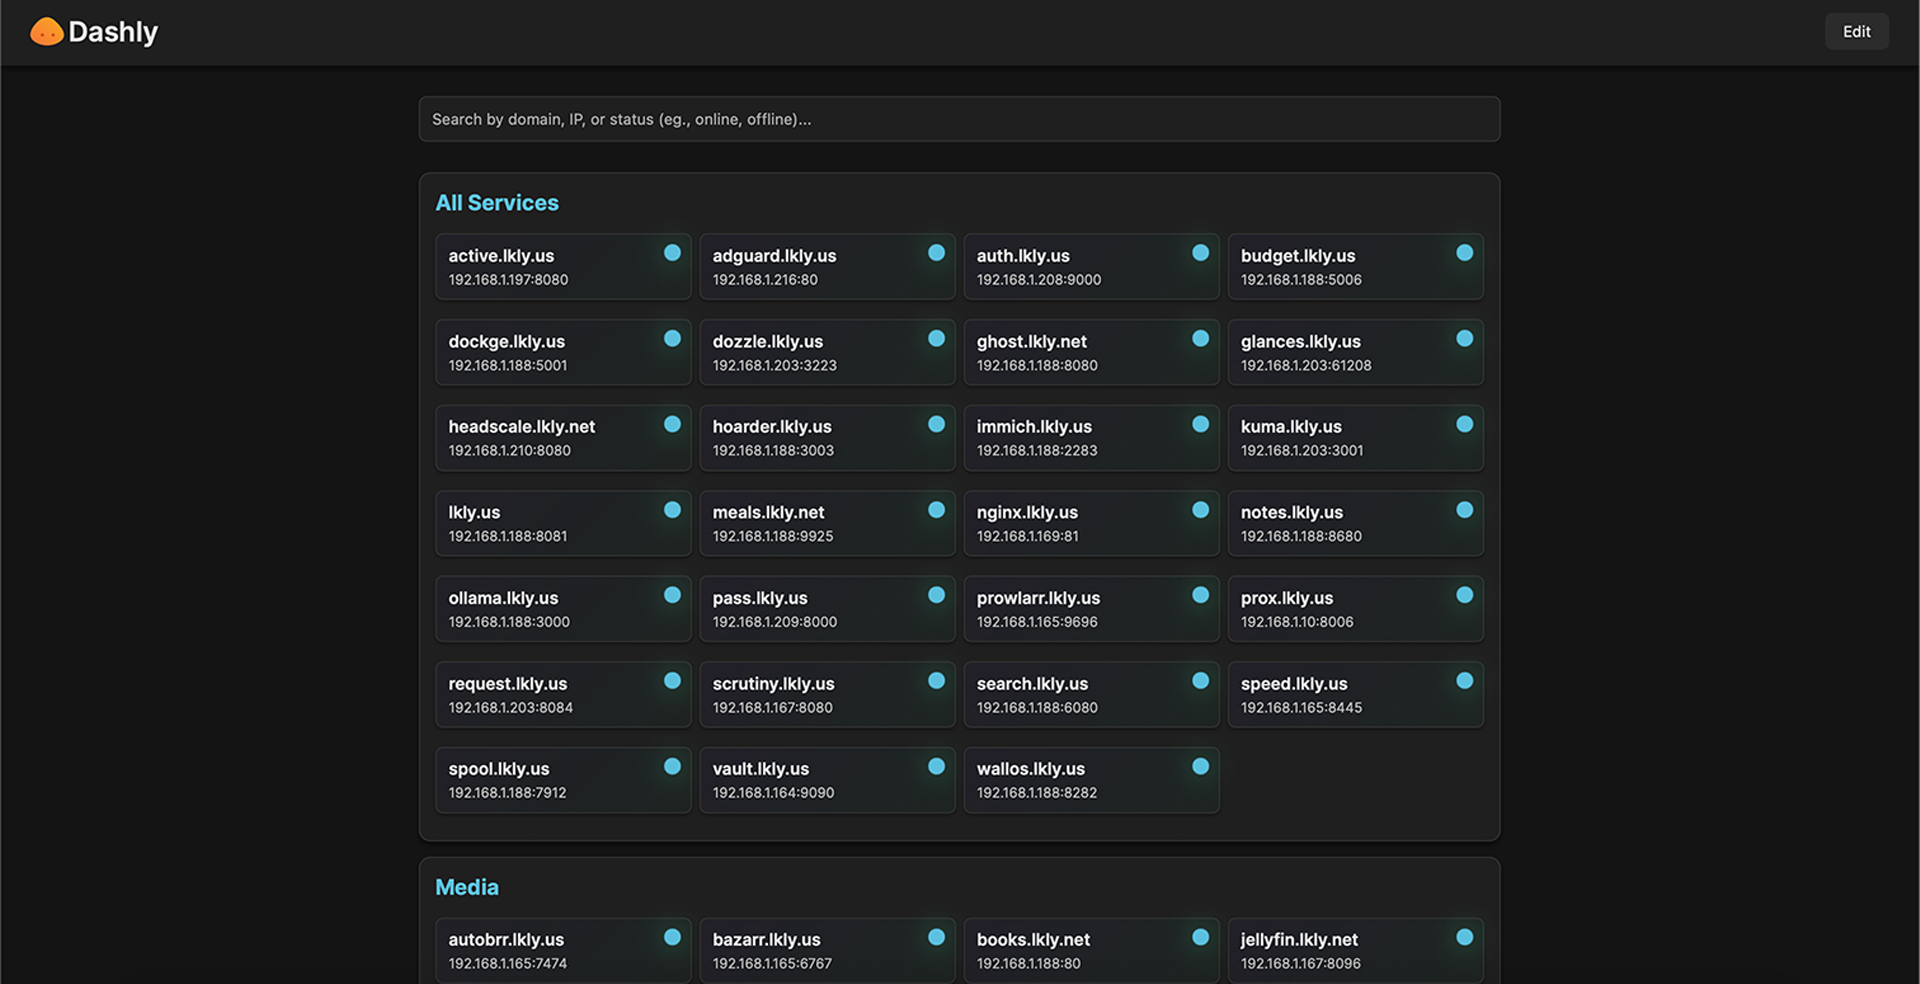 Dashly
Edit
Search by domain, IP, or status (eg., online, offline)...
All Services
active.lkly.us
192.168.1.197:8080
adguard.lkly.us
192.168.1.216:80
auth.lkly.us
192.168.1.208:9000
budget.lkly.us
192.168.1.188:5006
dockge.lkly.us
192.168.1.188:5001
dozzle.lkly.us
192.168.1.203:3223
ghost.lkly.net
192.168.1.188:8080
glances.lkly.us
192.168.1.203:61208
headscale.lkly.net
192.168.1.210:8080
hoarder.lkly.us
192.168.1.188:3003
immich.lkly.us
192.168.1.188:2283
kuma.lkly.us
192.168.1.203:3001
lkly.us
192.168.1.188:8081
meals.lkly.net
192.168.1.188:9925
nginx.lkly.us
192.168.1.169:81
notes.lkly.us
192.168.1.188:8680
ollama.lkly.us
192.168.1.188:3000
pass.lkly.us
192.168.1.209:8000
prowlarr.lkly.us
192.168.1.165:9696
prox.lkly.us
192.168.1.10:8006
request.lkly.us
192.168.1.203:8084
scrutiny.lkly.us
192.168.1.167:8080
search.lkly.us
192.168.1.188:6080
speed.lkly.us
192.168.1.165:8445
spool.lkly.us
192.168.1.188:7912
vault.lkly.us
192.168.1.164:9090
wallos.lkly.us
192.168.1.188:8282
Media
autobrr.lkly.us
192.168.1.165:7474
bazarr.lkly.us
192.168.1.165:6767
books.lkly.net
192.168.1.188:80
jellyfin.lkly.net
192.168.1.167:8096